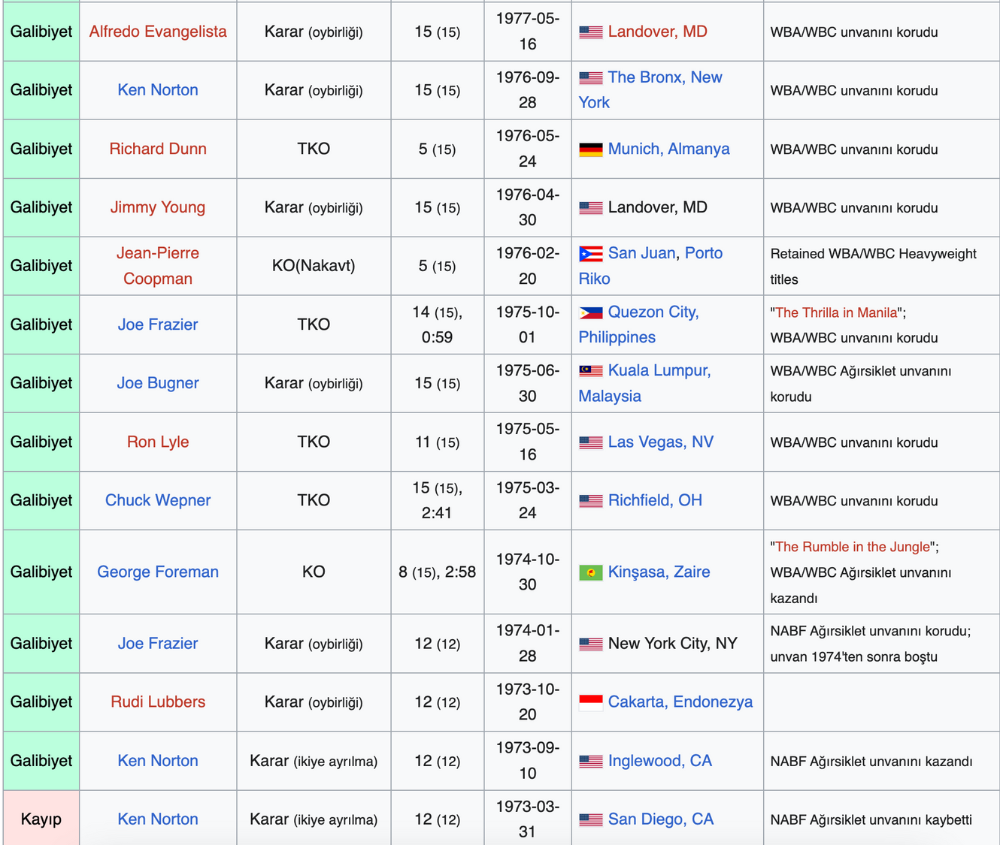 Galibiyet Alfredo Evangelista Karar (oybirliği) 15 (15) 1977-05-
16 Landover, MD WBA/WBC unvanını korudu
Galibiyet Ken Norton Karar (oybirliği) 15 (15) 1976-09-
28 The Bronx, New
York WBA/WBC unvanını korudu
Galibiyet Richard Dunn TKO 5 (15) 1976-05-
24 Munich, Almanya WBA/WBC unvanını korudu
Galibiyet Jimmy Young Karar (oybirliği) 15 (15) 1976-04-
30 Landover, MD WBA/WBC unvanını korudu
Galibiyet Jean-Pierre
Coopman KO(Nakavt) 5 (15) 1976-02-
20 San Juan, Porto
Riko Retained WBA/WBC Heavyweight
titles
Galibiyet Joe Frazier TKO 14 (15),
0:59 1975-10-
01 Quezon City,
Philippines "The Thrilla in Manila";
WBA/WBC unvanını korudu
Galibiyet Joe Bugner Karar (oybirliği) 15 (15) 1975-06-
30 Kuala Lumpur,
Malaysia WBA/WBC Ağırsiklet unvanını
korudu
Galibiyet Ron Lyle TKO 11 (15) 1975-05-
16 Las Vegas, NV WBA/WBC unvanını korudu
Galibiyet Chuck Wepner TKO 15 (15),
2:41 1975-03-
24 Richfield, OH WBA/WBC unvanını korudu
Galibiyet George Foreman KO 8 (15), 2:58 1974-10-
30 Kinşasa, Zaire "The Rumble in the Jungle";
WBA/WBC Ağırsiklet unvanını
kazandı
Galibiyet Joe Frazier Karar (oybirliği) 12 (12) 1974-01-
28 New York City, NY NABF Ağırsiklet unvanını korudu;
unvan 1974'ten sonra boştu
Galibiyet Rudi Lubbers Karar (oybirliği) 12 (12) 1973-10-
20 Cakarta, Endonezya
Galibiyet Ken Norton Karar (ikiye ayrılma) 12 (12) 1973-09-
10 Inglewood, CA NABF Ağırsiklet unvanını kazandı
Kayıp Ken Norton Karar (ikiye ayrılma) 12 (12) 1973-03-
31 San Diego, CA NABF Ağırsiklet unvanını kaybetti